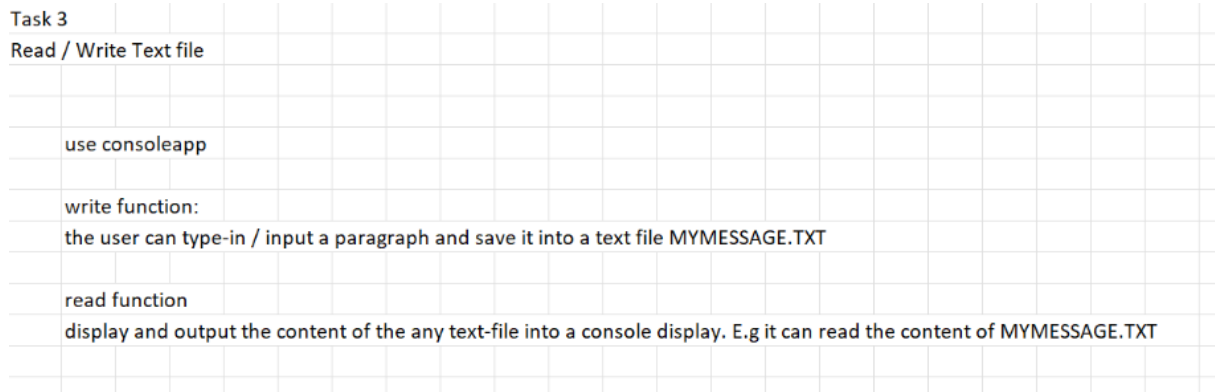 Task 3
Read / Write Text file
use consoleapp
write function:
the user can type-in / input a paragraph and save it into a text file MYMESSAGE.TXT
read function
display and output the content of the any text-file into a console display. E.g it can read the content of MYMESSAGE.TXT